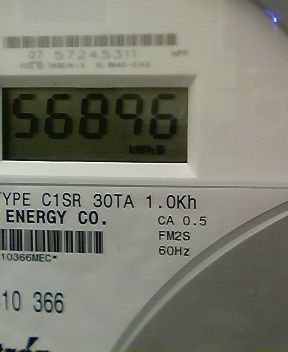 07 57245311
56896
kWh
TYPE C1SR 30TA 1.0Kh
ENERGY CO.
CA 0.5
FM2S
60Hz
10366MEC*
10 366